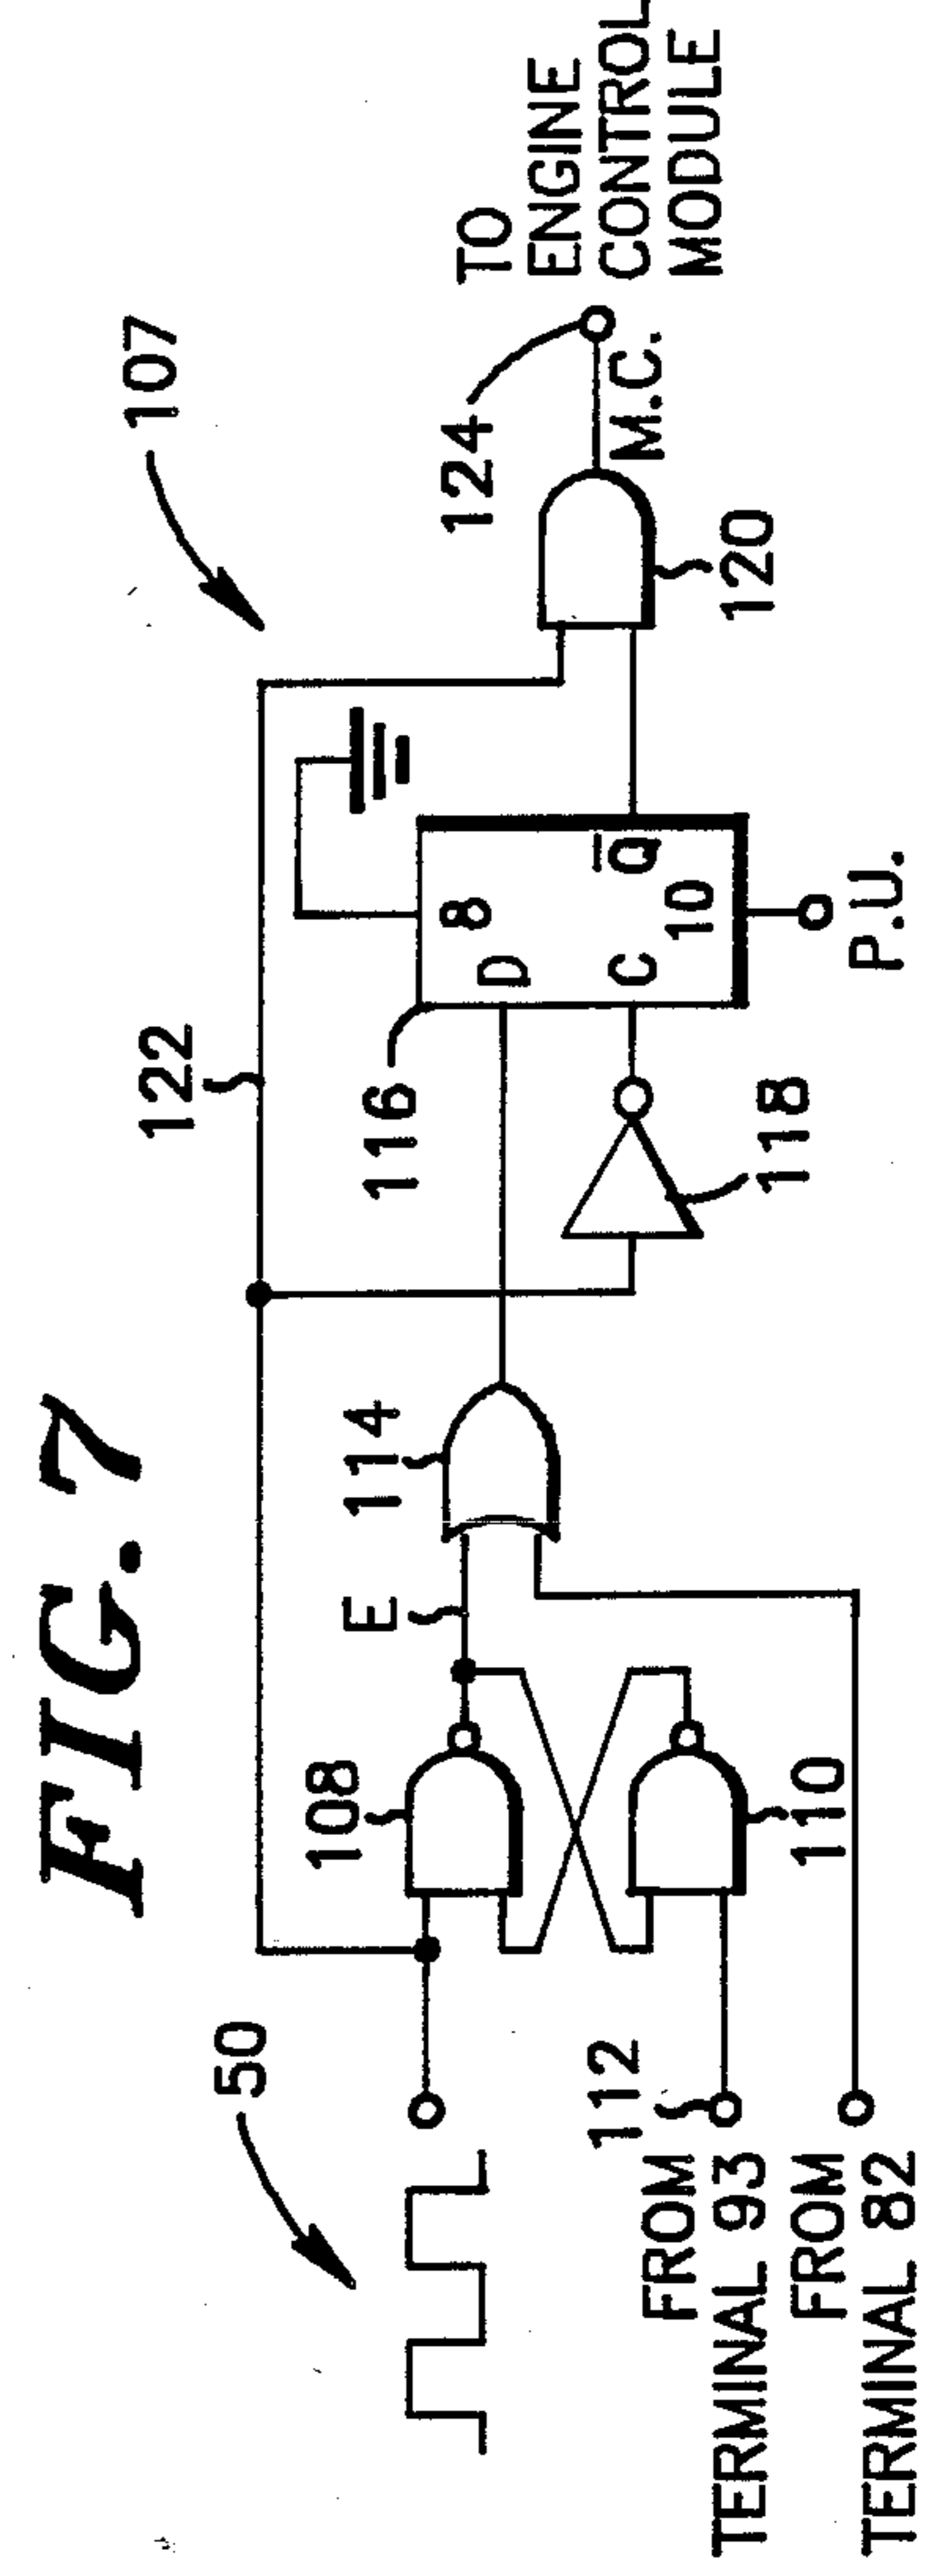 FIG. 7
107
50
122
108
E
114
116
8
D
C
Q̅
10
P.U.
118
124
M.C.
120
TO
ENGINE
CONTROL
MODULE
112
110
FROM
TERMINAL 93
FROM
TERMINAL 82